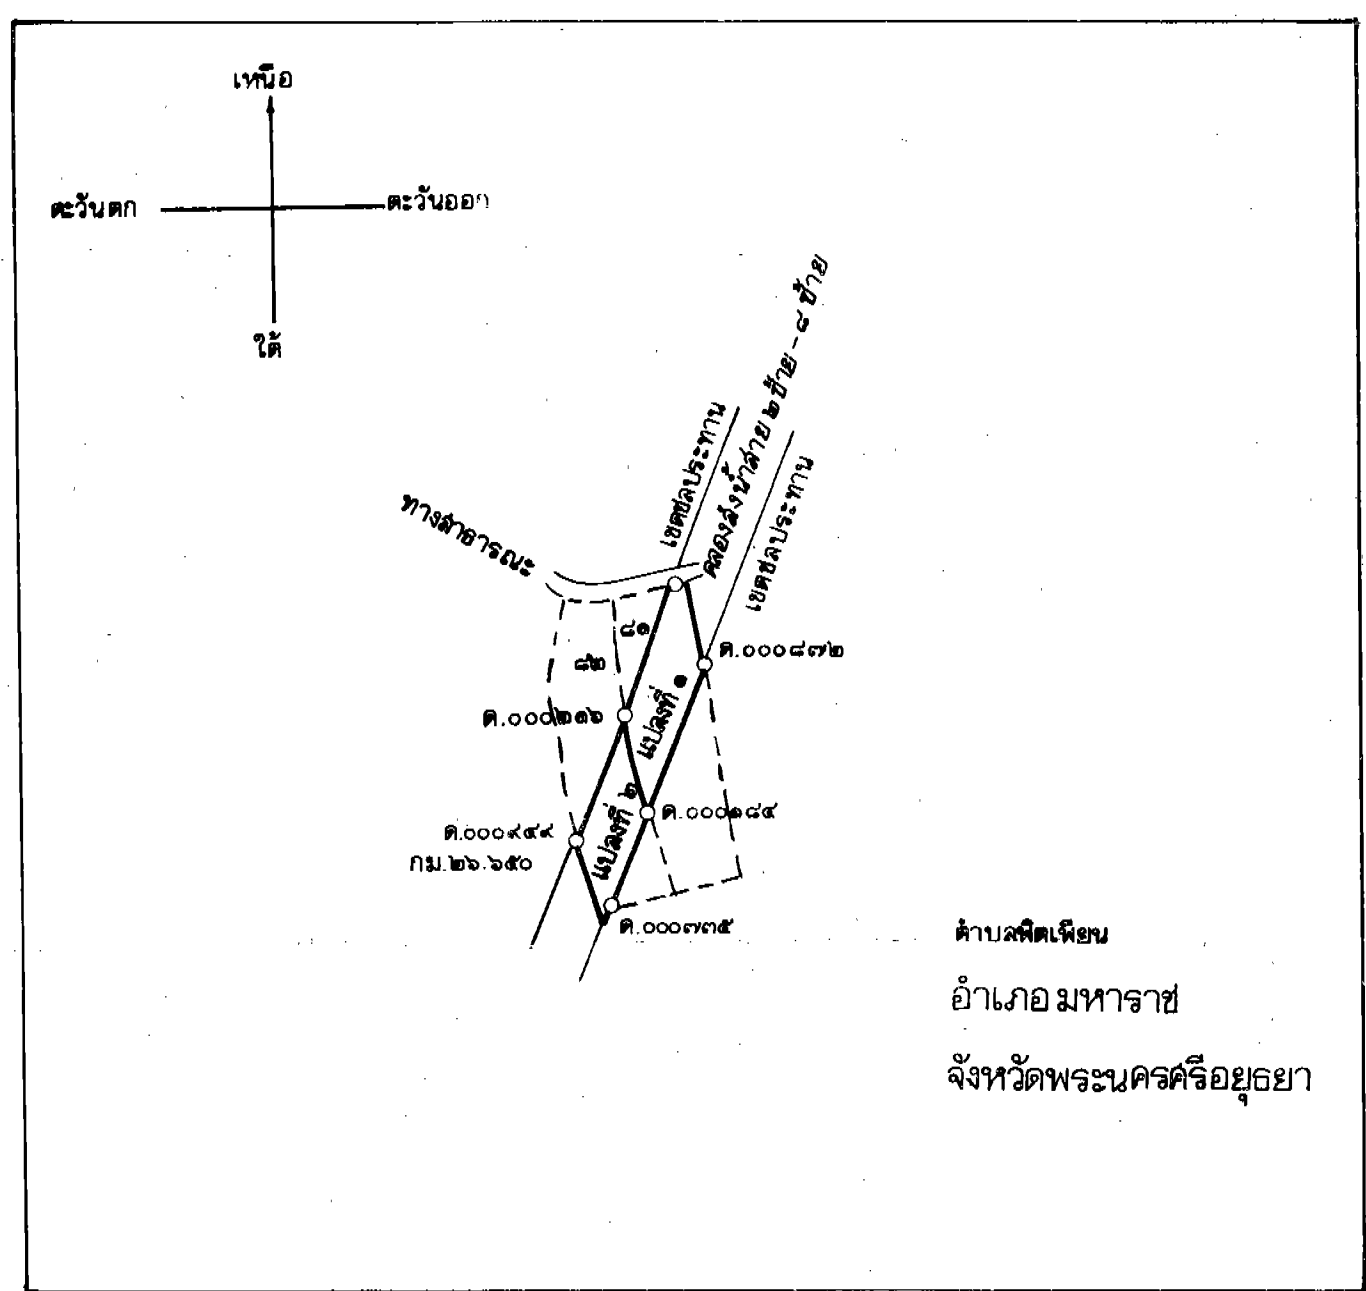 เหนือ
ตะวันตก
ตะวันออก
ใต้
คลองส่งน้ำสาย ๒ ซ้าย - ๘ ซ้าย
เขตชลประทาน
เขตชลประทาน
ทางสาธารณะ
๘๑
๘๒
ด.๐๐๐๘๗๒
แปลงที่ ๑
ด.๐๐๐๒๑๖
แปลงที่ ๒
ด.๐๐๐๑๘๔
ด.๐๐๐๙๔๙
กม.๒๖.๖๕๐
ด.๐๐๐๗๓๕
ตำบลพิตเพียน
อำเภอมหาราช
จังหวัดพระนครศรีอยุธยา